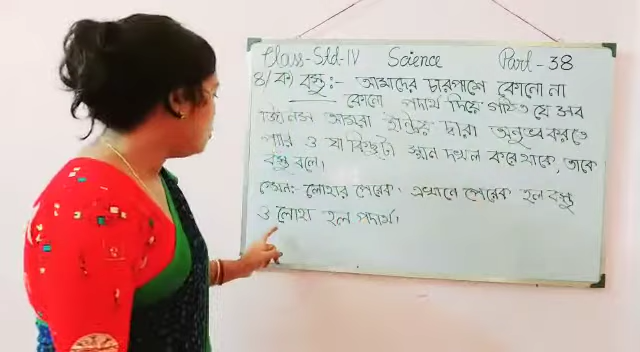 Class-Std-IV Science Part-38
৪/ ক) বস্তু:- আমাদের চারপাশে কোনো না
কোনো পদার্থ দিয়ে গঠিত যে সব
জিনিস আমরা ইন্দ্রিয় দ্বারা অনুভব করতে
পারি ও যা কিছুটা স্থান দখল করে থাকে, তাকে
বস্তু বলে।
যেমন:- লোহার পেরেক। এখানে পেরেক হল বস্তু
ও লোহা হল পদার্থ।